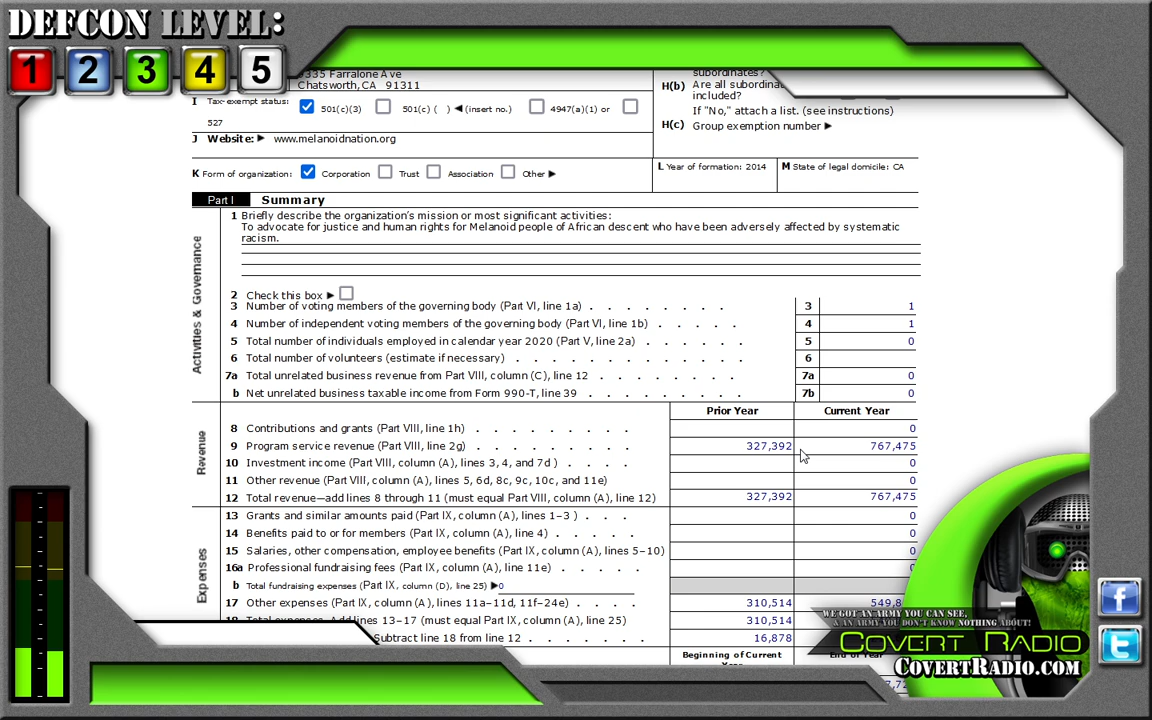 DEFCON LEVEL:
1 2 3 4 5
Farralone Ave
Chatsworth, CA 91311
I Tax-exempt status: 501(c)(3) 501(c) ( ) ◀ (insert no.) 4947(a)(1) or
527
J Website: ▶ www.melanoidnation.org
subordinates?
H(b) Are all
included?
If "No," attach a list. (see instructions)
H(c) Group exemption number ▶
K Form of organization: Corporation Trust Association Other ▶
L Year of formation: 2014
M State of legal domicile: CA
Part I Summary
Activities & Governance
1 Briefly describe the organization's mission or most significant activities:
To advocate for justice and human rights for Melanoid people of African descent who have been adversely affected by systematic
racism.
2 Check this box ▶
3 Number of voting members of the governing body (Part VI, line 1a) . . . . . . . . 3 1
4 Number of independent voting members of the governing body (Part VI, line 1b) . . . . . 4 1
5 Total number of individuals employed in calendar year 2020 (Part V, line 2a) . . . . . . 5 0
6 Total number of volunteers (estimate if necessary) . . . . . . . . . . . 6
7a Total unrelated business revenue from Part VIII, column (C), line 12 . . . . . . . 7a 0
b Net unrelated business taxable income from Form 990-T, line 39 . . . . . . . . 7b 0
Prior Year Current Year
Revenue
8 Contributions and grants (Part VIII, line 1h) . . . . . . . . 0
9 Program service revenue (Part VIII, line 2g) . . . . . . . . 327,392 767,475
10 Investment income (Part VIII, column (A), lines 3, 4, and 7d ) . . . . 0
11 Other revenue (Part VIII, column (A), lines 5, 6d, 8c, 9c, 10c, and 11e) 0
12 Total revenue—add lines 8 through 11 (must equal Part VIII, column (A), line 12) 327,392 767,475
Expenses
13 Grants and similar amounts paid (Part IX, column (A), lines 1–3 ) . . . 0
14 Benefits paid to or for members (Part IX, column (A), line 4) . . . . . 0
15 Salaries, other compensation, employee benefits (Part IX, column (A), lines 5–10) 0
16a Professional fundraising fees (Part IX, column (A), line 11e) . . . . . 0
b Total fundraising expenses (Part IX, column (D), line 25) ▶0
17 Other expenses (Part IX, column (A), lines 11a–11d, 11f–24e) . . . . 310,514
lines 13–17 (must equal Part IX, column (A), line 25) 310,514
Subtract line 18 from line 12 . . . . . . . 16,878
Beginning of Current
WE GOT AN ARMY YOU CAN SEE,
& AN ARMY YOU DON'T KNOW NOTHING ABOUT!
COVERT RADIO
COVERTRADIO.COM